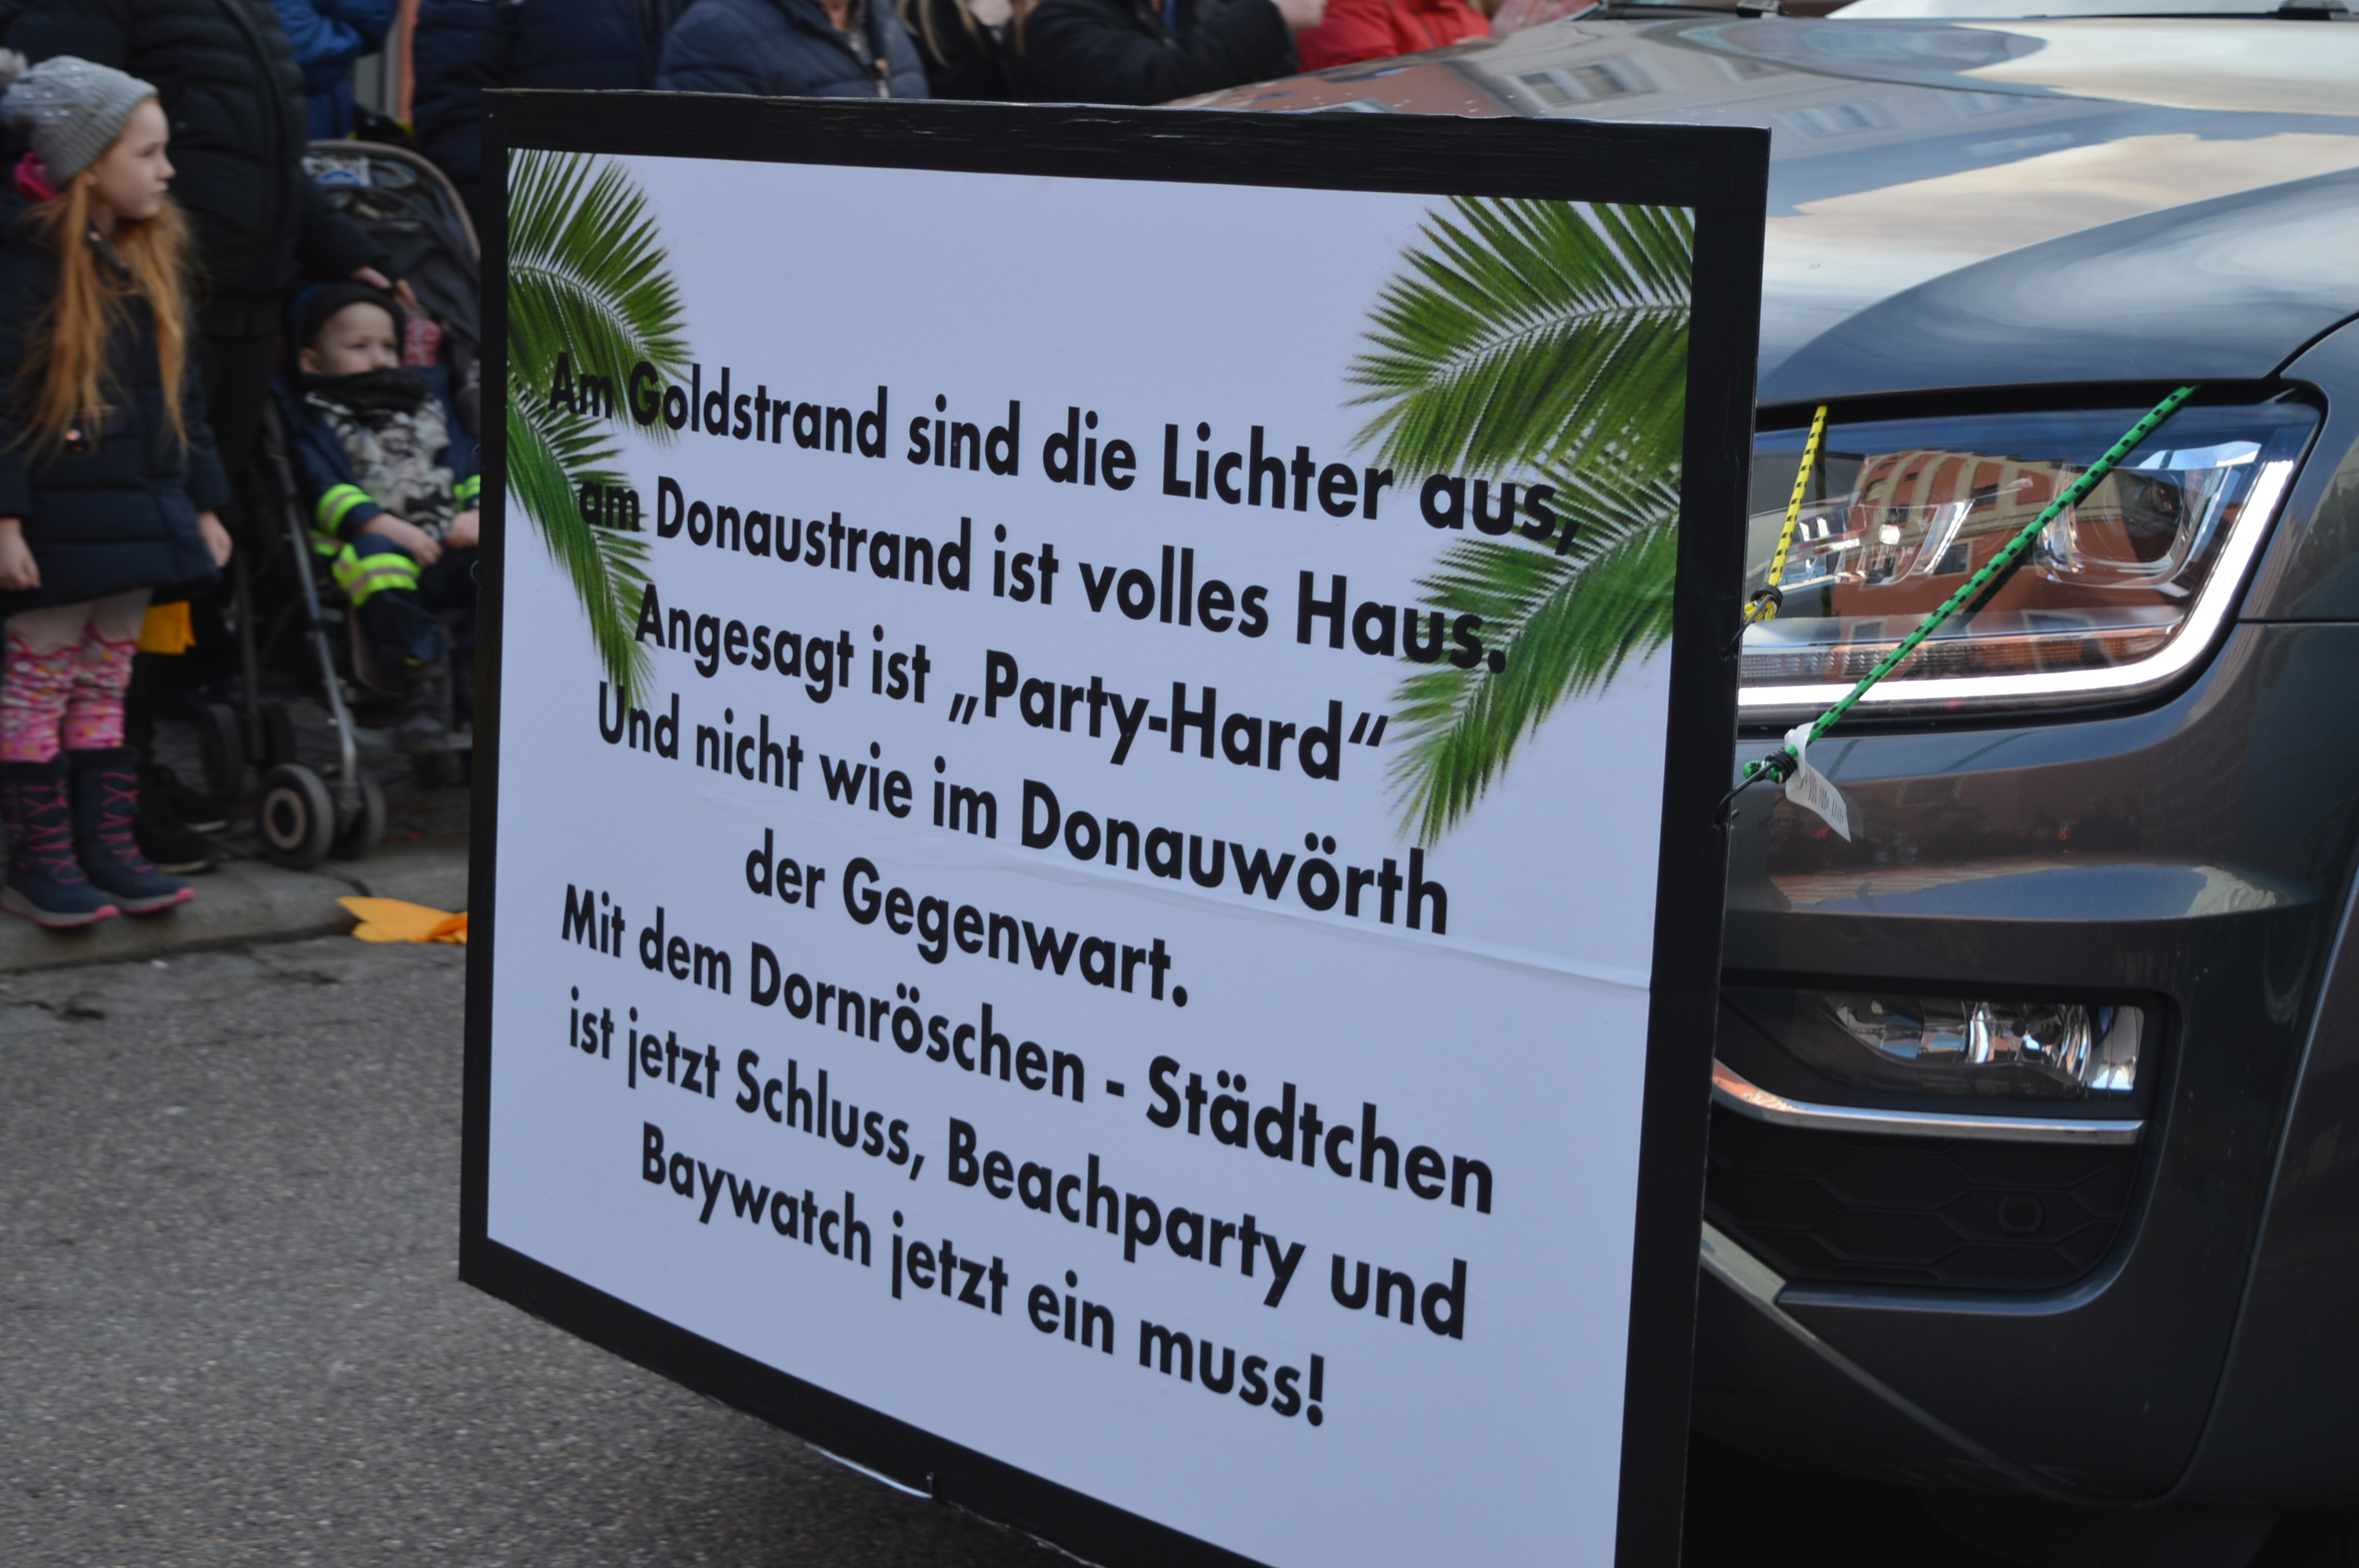 Am Goldstrand sind die Lichter aus,
am Donaustrand ist volles Haus.
Angesagt ist „Party-Hard“
Und nicht wie im Donauwörth
der Gegenwart.
Mit dem Dornröschen - Städtchen
ist jetzt Schluss, Beachparty und
Baywatch jetzt ein muss!